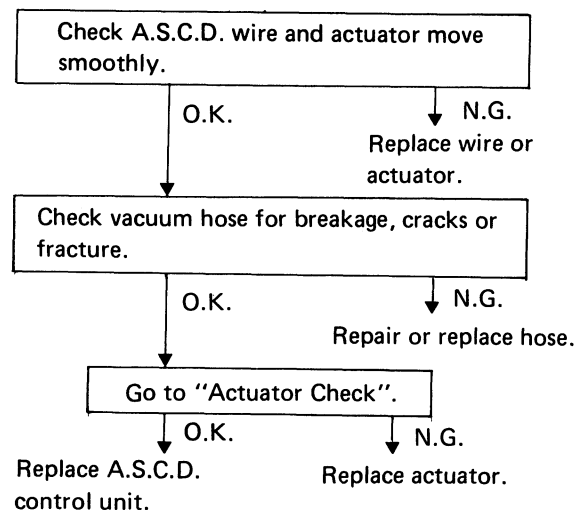 Check A.S.C.D. wire and actuator move
smoothly.
O.K.
N.G.
Replace wire or
actuator.
Check vacuum hose for breakage, cracks or
fracture.
O.K.
N.G.
Repair or replace hose.
Go to "Actuator Check".
O.K.
N.G.
Replace A.S.C.D.
control unit.
Replace actuator.